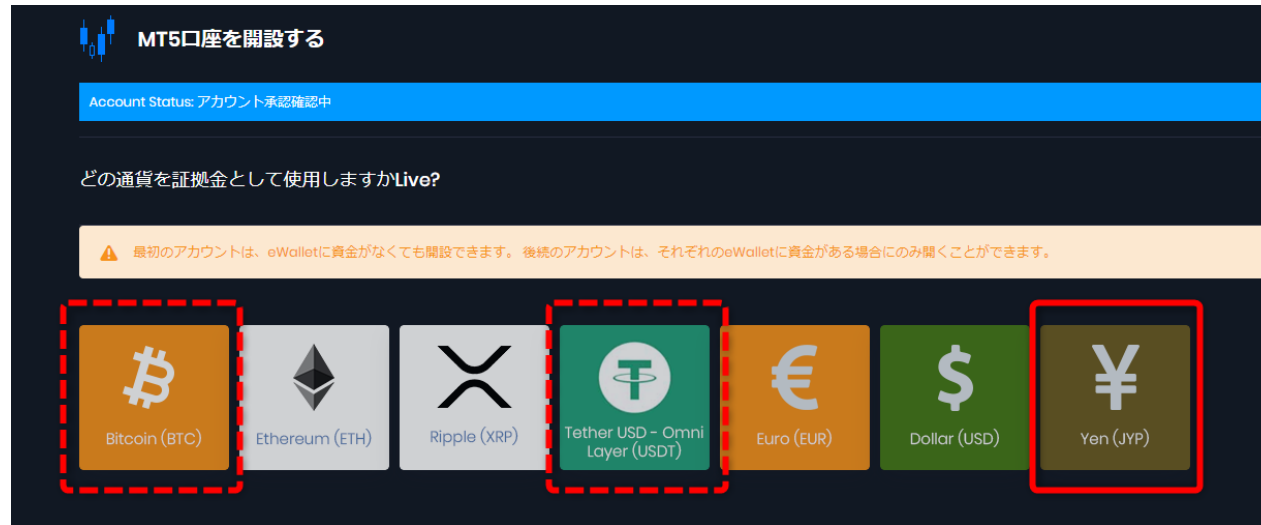 MT5口座を開設する
Account Status: アカウント承認確認中
どの通貨を証拠金として使用しますかLive?
最初のアカウントは、eWalletに資金がなくても開設できます。 後続のアカウントは、それぞれのeWalletに資金がある場合にのみ開くことができます。
Bitcoin (BTC)
Ethereum (ETH)
Ripple (XRP)
Tether USD - Omni
Layer (USDT)
Euro (EUR)
Dollar (USD)
Yen (JYP)